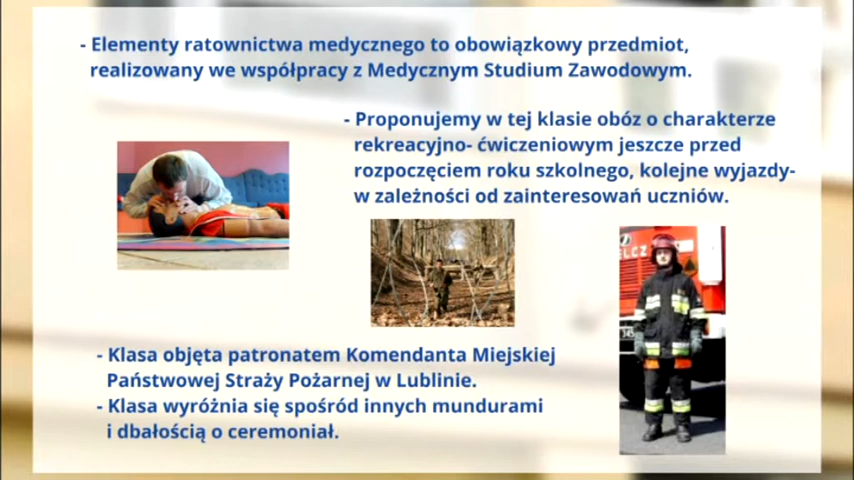 - Elementy ratownictwa medycznego to obowiązkowy przedmiot,
realizowany we współpracy z Medycznym Studium Zawodowym.
- Proponujemy w tej klasie obóz o charakterze
rekreacyjno- ćwiczeniowym jeszcze przed
rozpoczęciem roku szkolnego, kolejne wyjazdy-
w zależności od zainteresowań uczniów.
- Klasa objęta patronatem Komendanta Miejskiej
Państwowej Straży Pożarnej w Lublinie.
- Klasa wyróżnia się spośród innych mundurami
i dbałością o ceremoniał.